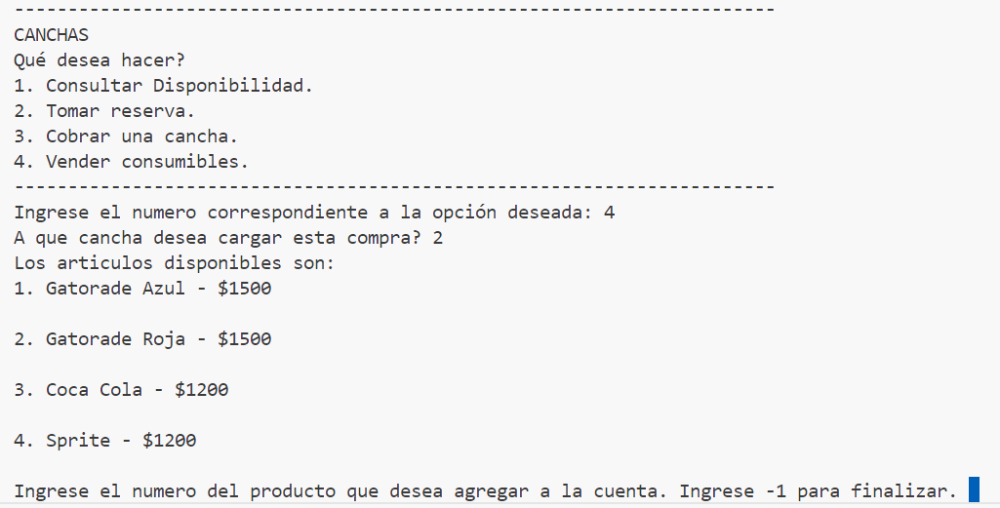 -----------------------------------------------------------------------
CANCHAS
Qué desea hacer?
1. Consultar Disponibilidad.
2. Tomar reserva.
3. Cobrar una cancha.
4. Vender consumibles.
-----------------------------------------------------------------------
Ingrese el numero correspondiente a la opción deseada: 4
A que cancha desea cargar esta compra? 2
Los articulos disponibles son:
1. Gatorade Azul - $1500
2. Gatorade Roja - $1500
3. Coca Cola - $1200
4. Sprite - $1200
Ingrese el numero del producto que desea agregar a la cuenta. Ingrese -1 para finalizar.